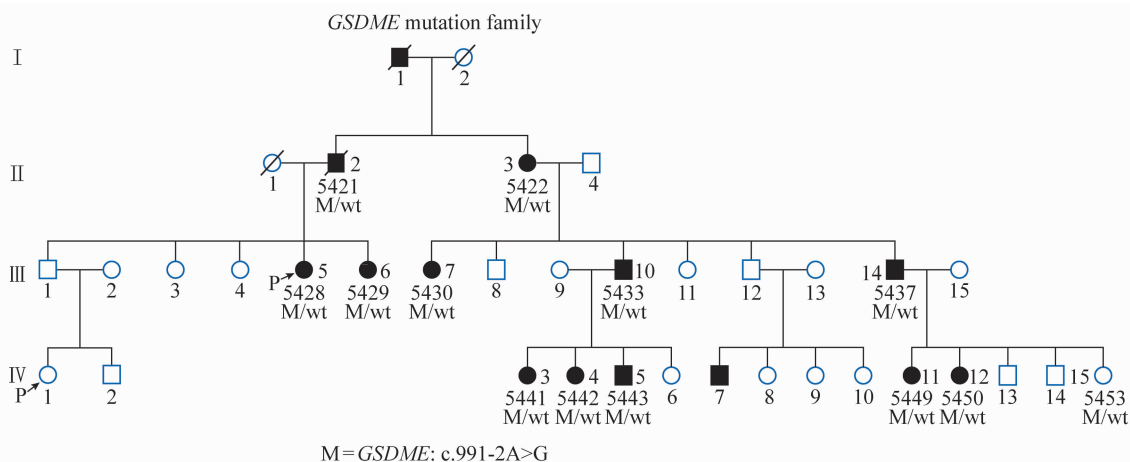 GSDME mutation family
I
1 2
II
1 2 3 4
5421 5422
M/wt M/wt
III
1 2 3 4 P 5 6 7 8 9 10 11 12 13 14 15
5428 5429 5430 5433 5437
M/wt M/wt M/wt M/wt M/wt
IV
P 1 2 3 4 5 6 7 8 9 10 11 12 13 14 15
5441 5442 5443 5449 5450 5453
M/wt M/wt M/wt M/wt M/wt M/wt
M=GSDME: c.991-2A>G